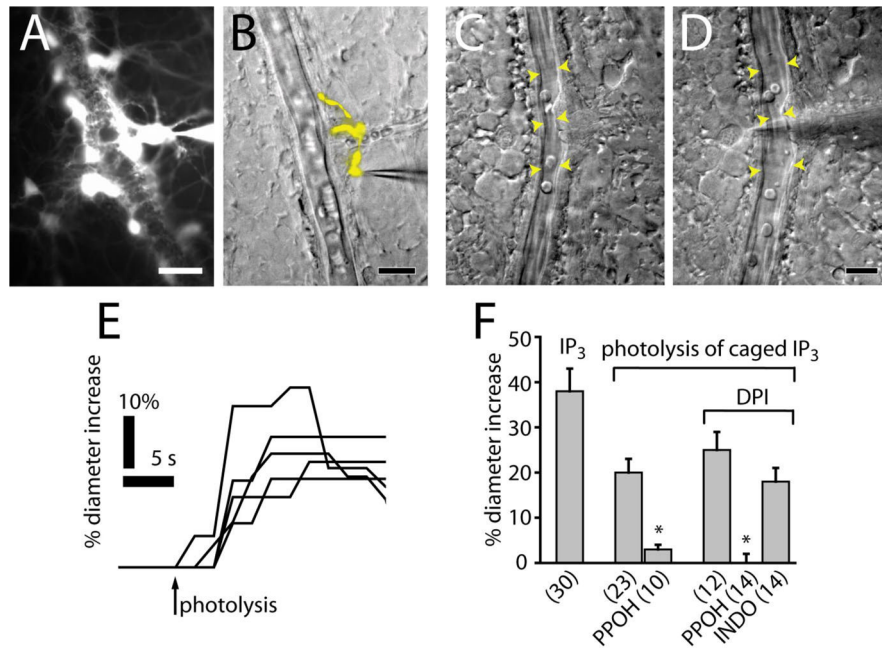 A
B
C
D
E
10%
5 s
% diameter increase
photolysis
F
IP3
photolysis of caged IP3
DPI
% diameter increase
50
40
30
20
10
0
*
*
(30)
(23)
PPOH (10)
(12)
PPOH (14)
INDO (14)